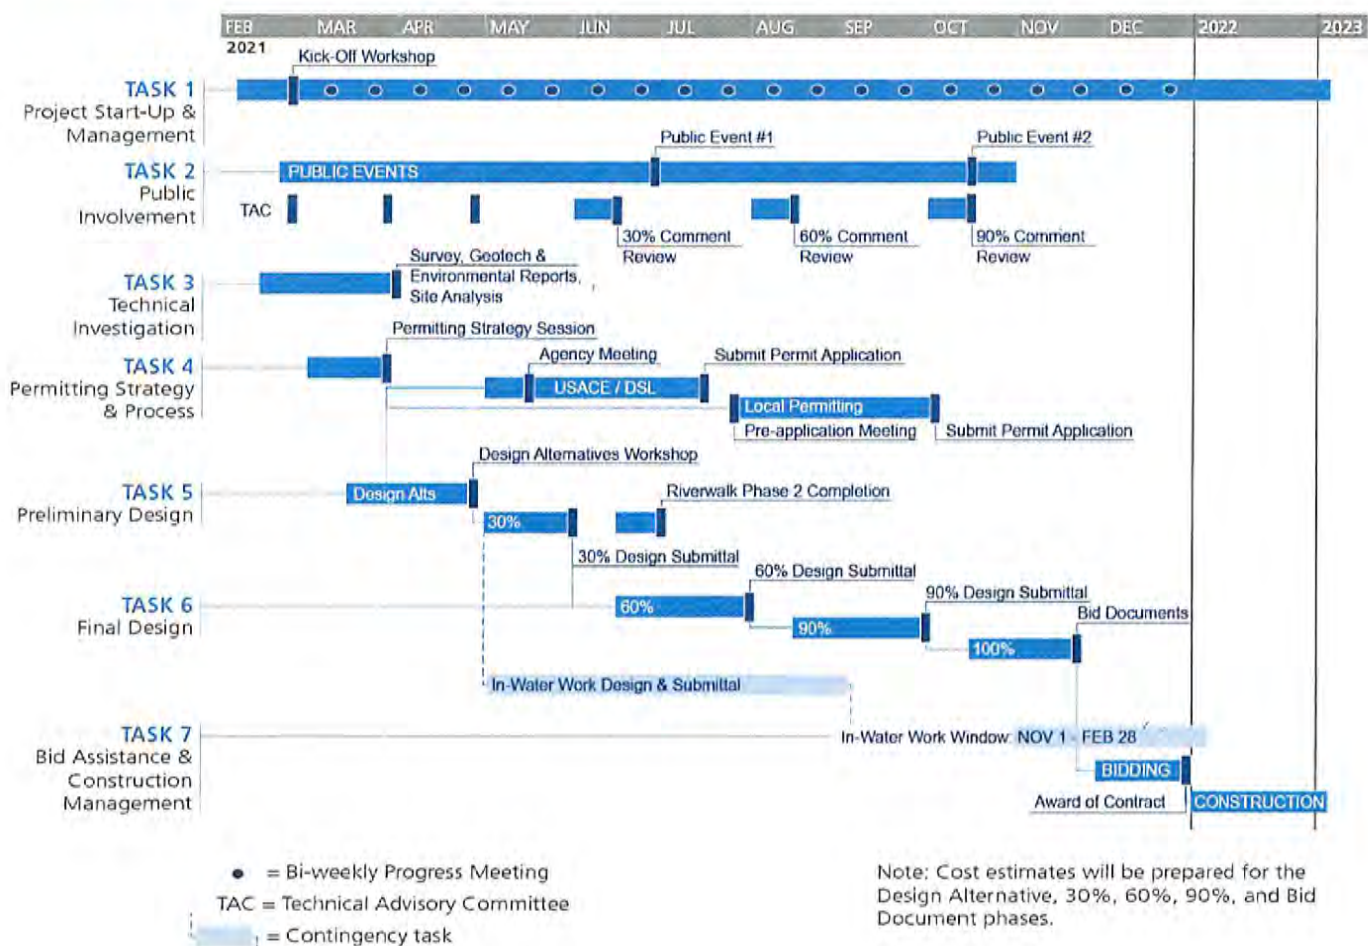 FEB MAR APR MAY JUN JUL AUG SEP OCT NOV DEC 2022 2023
2021
Kick-Off Workshop
TASK 1
Project Start-Up &
Management
Public Event #1
Public Event #2
TASK 2
Public
Involvement
PUBLIC EVENTS
TAC
30% Comment
Review
60% Comment
Review
90% Comment
Review
TASK 3
Technical
Investigation
Survey, Geotech &
Environmental Reports,
Site Analysis
Permitting Strategy Session
TASK 4
Permitting Strategy
& Process
Agency Meeting
Submit Permit Application
USACE / DSL
Local Permitting
Pre-application Meeting
Submit Permit Application
Design Alternatives Workshop
TASK 5
Preliminary Design
Design Alts
Riverwalk Phase 2 Completion
30%
30% Design Submittal
60% Design Submittal
TASK 6
Final Design
60%
90% Design Submittal
90%
Bid Documents
100%
In-Water Work Design & Submittal
TASK 7
Bid Assistance &
Construction
Management
In-Water Work Window: NOV 1 - FEB 28
BIDDING
Award of Contract
CONSTRUCTION
= Bi-weekly Progress Meeting
TAC = Technical Advisory Committee
= Contingency task
Note: Cost estimates will be prepared for the
Design Alternative, 30%, 60%, 90%, and Bid
Document phases.